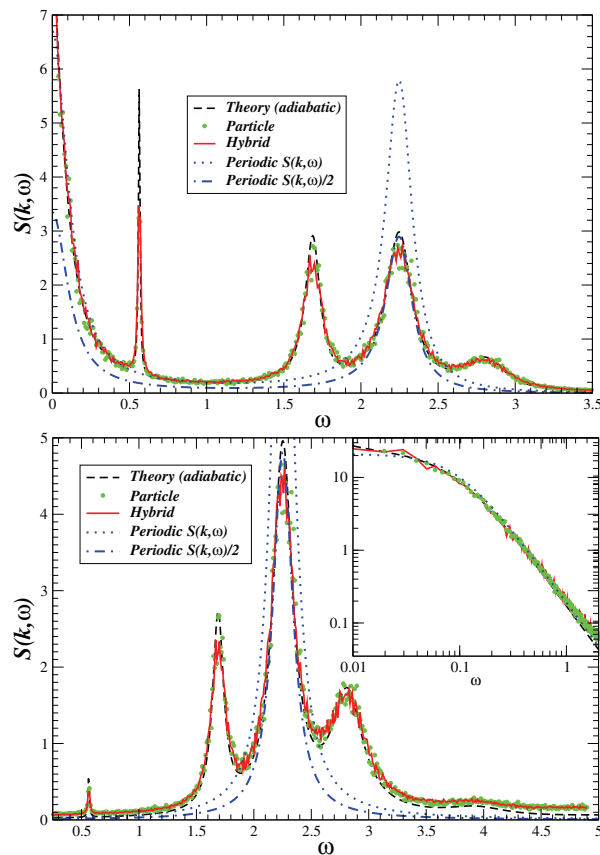 7
6
5
4
3
2
1
0
S(k,ω)
Theory (adiabatic)
Particle
Hybrid
Periodic S(k,ω)
Periodic S(k,ω)/2
0 0.5 1 1.5 2 2.5 3 3.5
ω
5
4
3
2
1
0
S(k,ω)
Theory (adiabatic)
Particle
Hybrid
Periodic S(k,ω)
Periodic S(k,ω)/2
10
1
0.1
0.01 0.1 1
ω
0.5 1 1.5 2 2.5 3 3.5 4 4.5 5
ω